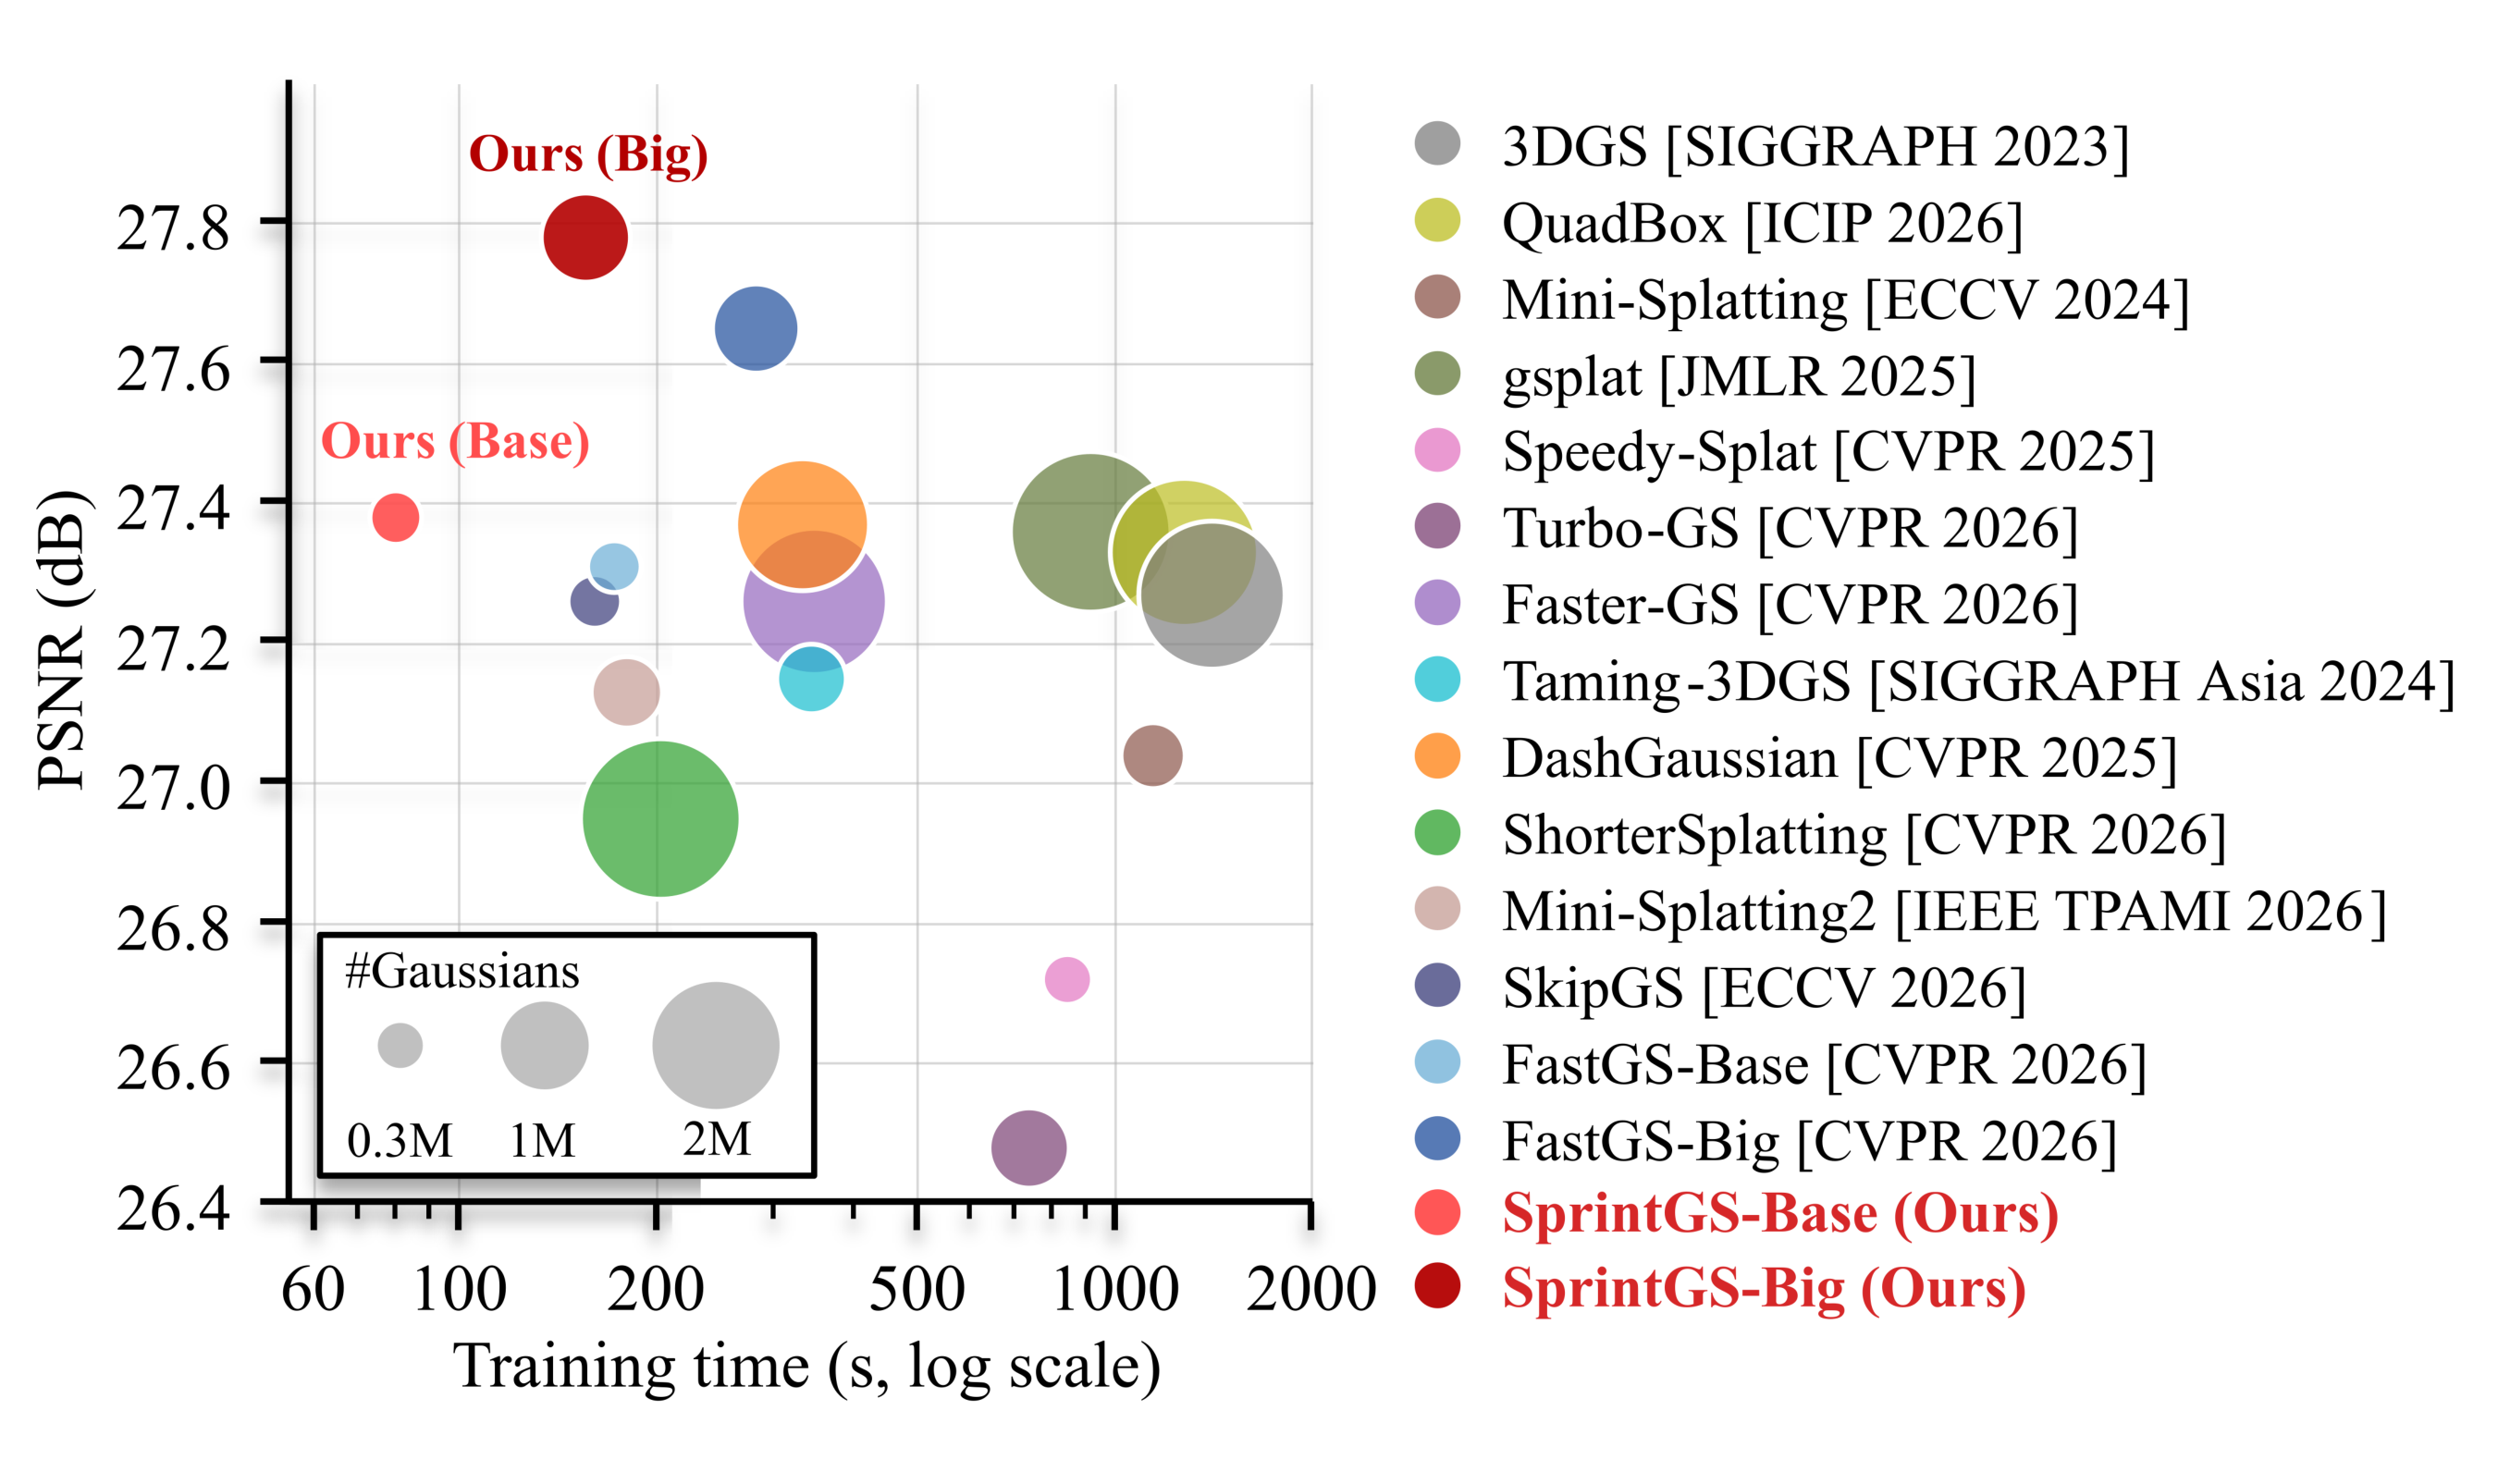 Ours (Big)
Ours (Base)
PSNR (dB)
27.8
27.6
27.4
27.2
27.0
26.8
26.6
26.4
#Gaussians
0.3M 1M 2M
60 100 200 500 1000 2000
Training time (s, log scale)
3DGS [SIGGRAPH 2023]
QuadBox [ICIP 2026]
Mini-Splatting [ECCV 2024]
gsplat [JMLR 2025]
Speedy-Splat [CVPR 2025]
Turbo-GS [CVPR 2026]
Faster-GS [CVPR 2026]
Taming-3DGS [SIGGRAPH Asia 2024]
DashGaussian [CVPR 2025]
ShorterSplatting [CVPR 2026]
Mini-Splatting2 [IEEE TPAMI 2026]
SkipGS [ECCV 2026]
FastGS-Base [CVPR 2026]
FastGS-Big [CVPR 2026]
SprintGS-Base (Ours)
SprintGS-Big (Ours)